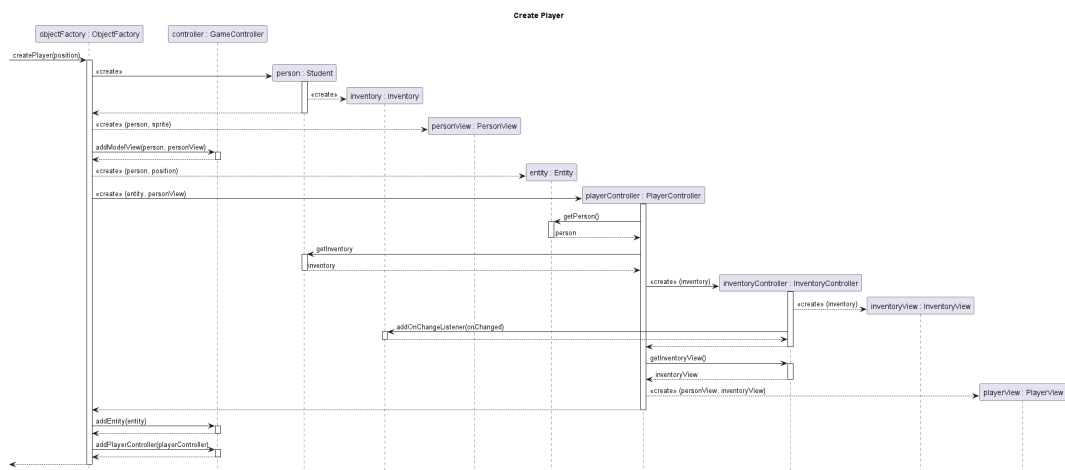 Create Player
objectFactory : ObjectFactory
controller : GameController
createPlayer(position)
«create»
person : Student
«create»
inventory : Inventory
«create» (person, sprite)
personView : PersonView
addModelView(person, personView)
«create» (person, position)
entity : Entity
«create» (entity, personView)
playerController : PlayerController
getPerson()
person
getInventory
inventory
«create» (inventory)
inventoryController : InventoryController
«create» (inventory)
inventoryView : InventoryView
addOnChangeListener(onChanged)
getInventoryView()
inventoryView
«create» (personView, inventoryView)
playerView : PlayerView
addEntity(entity)
addPlayerController(playerController)